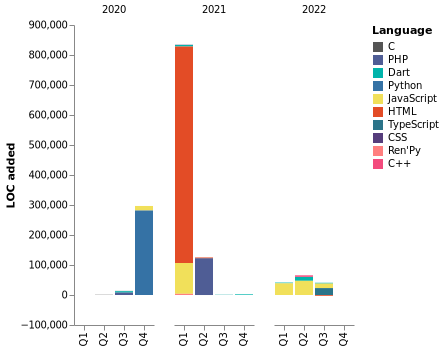 2020 2021 2022
Language
C
PHP
Dart
Python
JavaScript
HTML
TypeScript
CSS
Ren'Py
C++
LOC added
900,000
800,000
700,000
600,000
500,000
400,000
300,000
200,000
100,000
0
−100,000
Q1 Q2 Q3 Q4 Q1 Q2 Q3 Q4 Q1 Q2 Q3 Q4